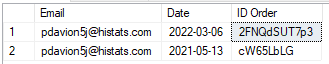 Email Date ID Order
1 pdavion5j@histats.com 2022-03-06 2FNQdSUT7p3
2 pdavion5j@histats.com 2021-05-13 cW65LbLG